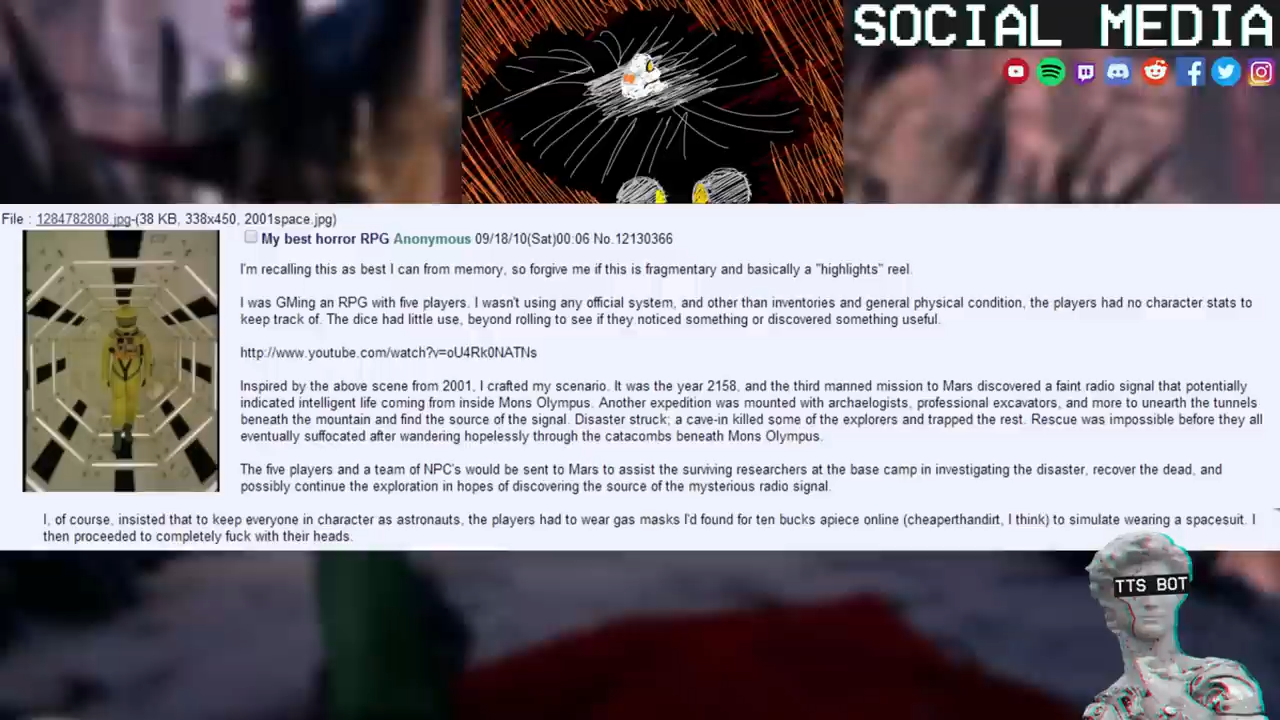 SOCIAL MEDIA
File : 1284782808.jpg-(38 KB, 338x450, 2001space.jpg)
My best horror RPG Anonymous 09/18/10(Sat)00:06 No.12130366
I'm recalling this as best I can from memory, so forgive me if this is fragmentary and basically a "highlights" reel.
I was GMing an RPG with five players. I wasn't using any official system, and other than inventories and general physical condition, the players had no character stats to
keep track of. The dice had little use, beyond rolling to see if they noticed something or discovered something useful.
http://www.youtube.com/watch?v=oU4Rk0NATNs
Inspired by the above scene from 2001, I crafted my scenario. It was the year 2158, and the third manned mission to Mars discovered a faint radio signal that potentially
indicated intelligent life coming from inside Mons Olympus. Another expedition was mounted with archaelogists, professional excavators, and more to unearth the tunnels
beneath the mountain and find the source of the signal. Disaster struck; a cave-in killed some of the explorers and trapped the rest. Rescue was impossible before they all
eventually suffocated after wandering hopelessly through the catacombs beneath Mons Olympus.
The five players and a team of NPC's would be sent to Mars to assist the surviving researchers at the base camp in investigating the disaster, recover the dead, and
possibly continue the exploration in hopes of discovering the source of the mysterious radio signal.
I, of course, insisted that to keep everyone in character as astronauts, the players had to wear gas masks I'd found for ten bucks apiece online (cheaperthandirt, I think) to simulate wearing a spacesuit. I
then proceeded to completely fuck with their heads.
TTS BOT